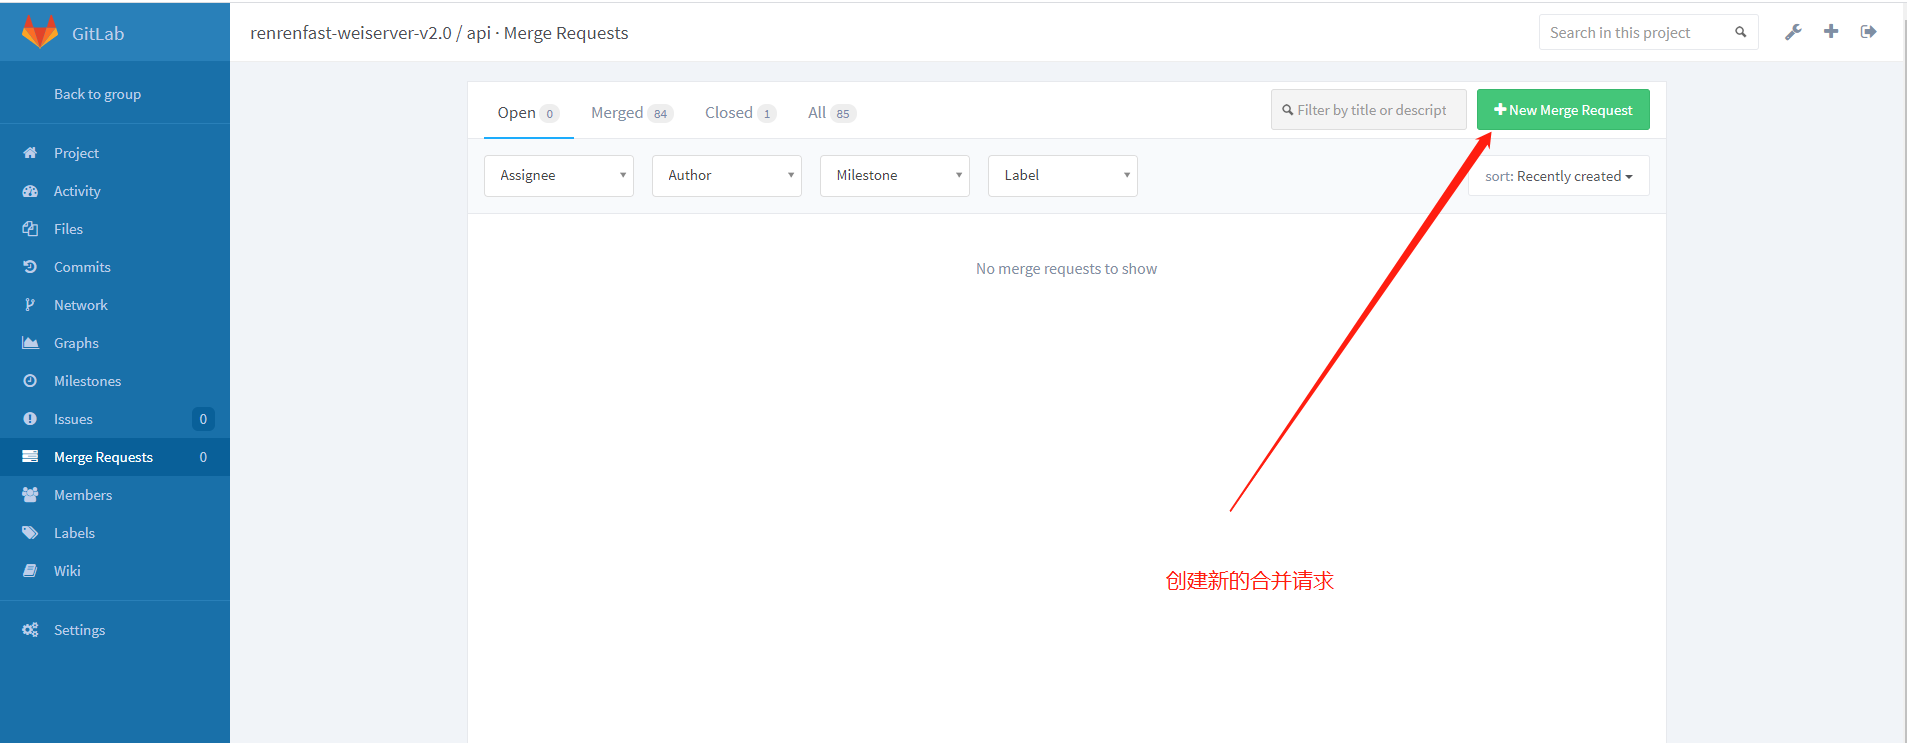 GitLab
renrenfast-weiserver-v2.0 / api · Merge Requests
Search in this project
Back to group
Project
Activity
Files
Commits
Network
Graphs
Milestones
Issues 0
Merge Requests 0
Members
Labels
Wiki
Settings
Open 0 Merged 84 Closed 1 All 85
Filter by title or descript
New Merge Request
Assignee Author Milestone Label
sort: Recently created
No merge requests to show
创建新的合并请求